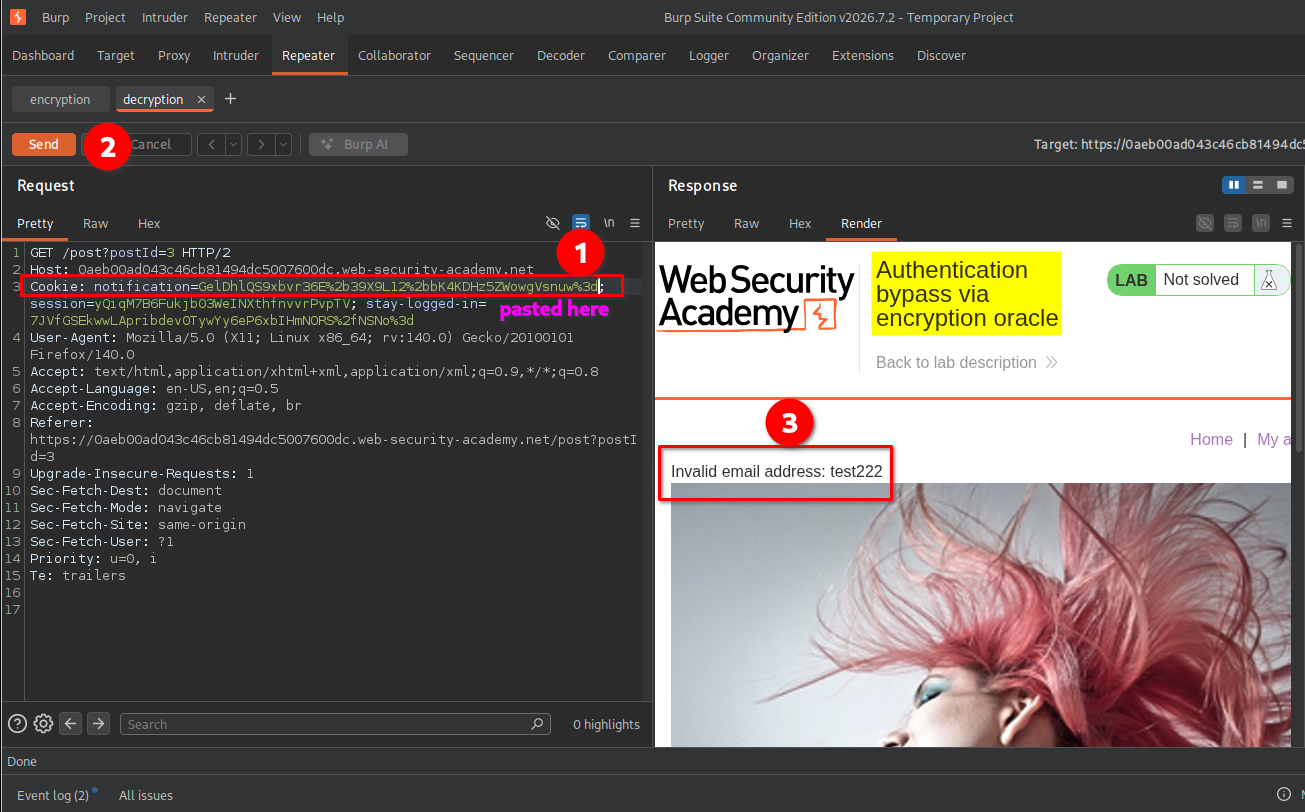 Burp Project Intruder Repeater View Help Burp Suite Community Edition v2026.7.2 - Temporary Project
Dashboard Target Proxy Intruder Repeater Collaborator Sequencer Decoder Comparer Logger Organizer Extensions Discover
encryption decryption × +
Send 2 Cancel < > Burp AI Target: https://0aeb00ad043c46cb81494dc5
Request
Pretty Raw Hex \n
1 GET /post?postId=3 HTTP/2
1
2 Host: 0aeb00ad043c46cb81494dc5007600dc.web-security-academy.net
3 Cookie: notification=GelDhlQS9xbvr36E%2b39X9L12%2bbK4KDHz5ZWowgVsnuw%3d;
session=yQiqM7B6FukjbO3WeINXthfnvvrPvpTV; stay-logged-in=
pasted here
7JVfGSEkwwLApribdevOTywYy6eP6xbIHmNORS%2fNSNo%3d
4 User-Agent: Mozilla/5.0 (X11; Linux x86_64; rv:140.0) Gecko/20100101
Firefox/140.0
5 Accept: text/html,application/xhtml+xml,application/xml;q=0.9,*/*;q=0.8
6 Accept-Language: en-US,en;q=0.5
7 Accept-Encoding: gzip, deflate, br
8 Referer:
https://0aeb00ad043c46cb81494dc5007600dc.web-security-academy.net/post?postI
d=3
9 Upgrade-Insecure-Requests: 1
10 Sec-Fetch-Dest: document
11 Sec-Fetch-Mode: navigate
12 Sec-Fetch-Site: same-origin
13 Sec-Fetch-User: ?1
14 Priority: u=0, i
15 Te: trailers
16
17
Search 0 highlights
Response
Pretty Raw Hex Render \n
Web Security
Academy
Authentication
bypass via
encryption oracle
LAB Not solved
Back to lab description
3
Home | My a
Invalid email address: test222
Done
Event log (2) All issues